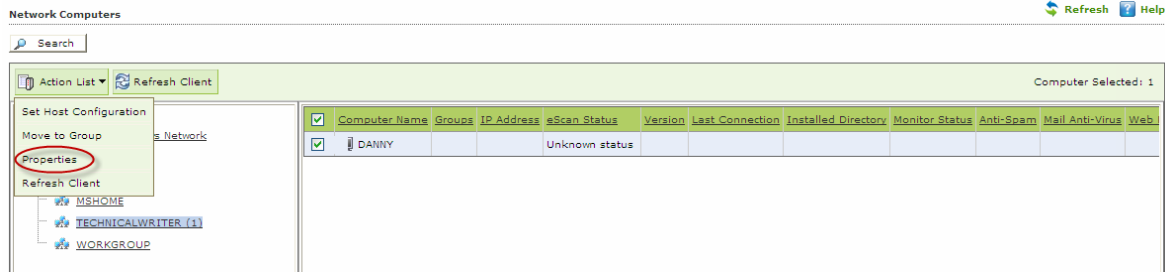 Network Computers
Refresh Help
Search
Action List Refresh Client
Computer Selected: 1
Set Host Configuration
Move to Group
s Network
Properties
Refresh Client
MSHOME
TECHNICALWRITER (1)
WORKGROUP
Computer Name Groups IP Address eScan Status Version Last Connection Installed Directory Monitor Status Anti-Spam Mail Anti-Virus Web
DANNY Unknown status